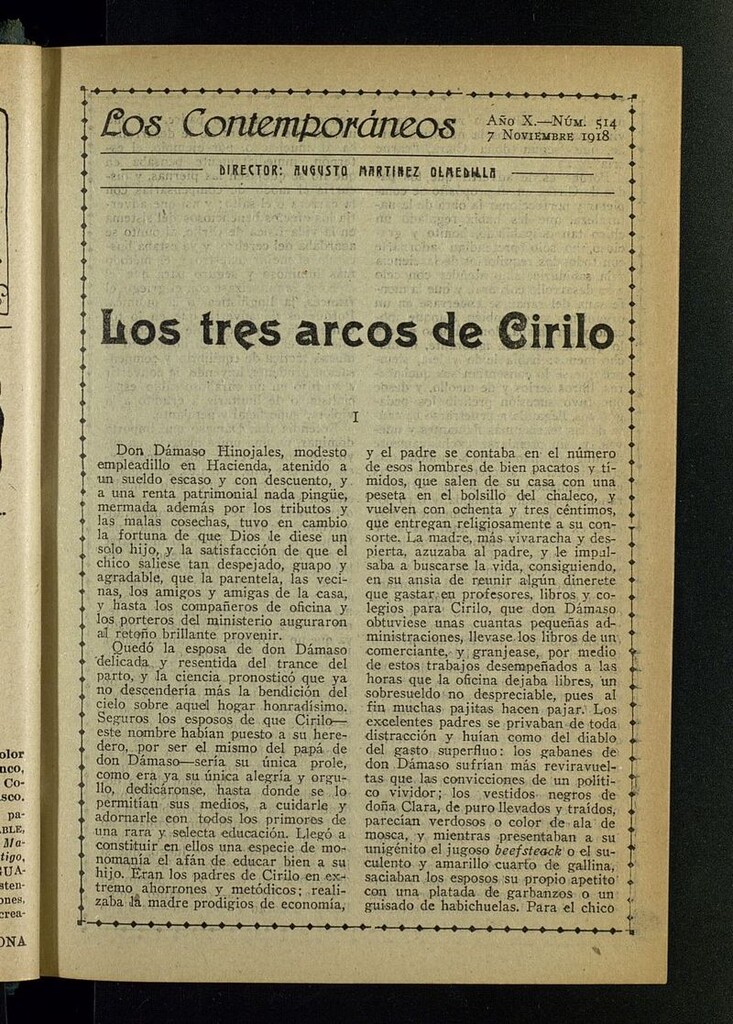 Los Contemporáneos
Año X.—Núm. 514
7 Noviembre 1918
DIRECTOR: AUGUSTO MARTINEZ OLMEDILLA
Los tres arcos de Cirilo
I
Don Dámaso Hinojales, modesto
empleadillo en Hacienda, atenido a
un sueldo escaso y con descuento, y
a una renta patrimonial nada pingüe,
mermada además por los tributos y
las malas cosechas, tuvo en cambio
la fortuna de que Dios le diese un
solo hijo, y la satisfacción de que el
chico saliese tan despejado, guapo y
agradable, que la parentela, las veci-
nas, los amigos y amigas de la casa,
y hasta los compañeros de oficina y
los porteros del ministerio auguraron
al retoño brillante provenir.
Quedó la esposa de don Dámaso
delicada y resentida del trance del
parto, y la ciencia pronosticó que ya
no descendería más la bendición del
cielo sobre aquel hogar honradísimo.
Seguros los esposos de que Cirilo—
este nombre habían puesto a su here-
dero, por ser el mismo del papá de
don Dámaso—sería su única prole,
como era ya su única alegría y orgu-
llo, dedicáronse, hasta donde se lo
permitían sus medios, a cuidarle y
adornarle con todos los primores de
una rara y selecta educación. Llegó a
constituir en ellos una especie de mo-
nomanía el afán de educar bien a su
hijo. Eran los padres de Cirilo en ex-
tremo ahorrones y metódicos; reali-
zaba la madre prodigios de economía,
y el padre se contaba en el número
de esos hombres de bien pacatos y tí-
midos, que salen de su casa con una
peseta en el bolsillo del chaleco, y
vuelven con ochenta y tres céntimos,
que entregan religiosamente a su con-
sorte. La madre, más vivaracha y des-
pierta, azuzaba al padre, y le impul-
saba a buscarse la vida, consiguiendo,
en su ansia de reunir algún dinerete
que gastar en profesores, libros y co-
legios para Cirilo, que don Dámaso
obtuviese unas cuantas pequeñas ad-
ministraciones, llevase los libros de un
comerciante, y granjease, por medio
de estos trabajos desempeñados a las
horas que la oficina dejaba libres, un
sobresueldo no despreciable, pues al
fin muchas pajitas hacen pajar. Los
excelentes padres se privaban de toda
distracción y huían como del diablo
del gasto superfluo: los gabanes de
don Dámaso sufrían más reviravuel-
tas que las convicciones de un políti-
co vividor; los vestidos negros de
doña Clara, de puro llevados y traídos,
parecían verdosos o color de ala de
mosca, y mientras presentaban a su
unigénito el jugoso beefsteack o el su-
culento y amarillo cuarto de gallina,
saciaban los esposos su propio apetito
con una platada de garbanzos o un
guisado de habichuelas. Para el chico